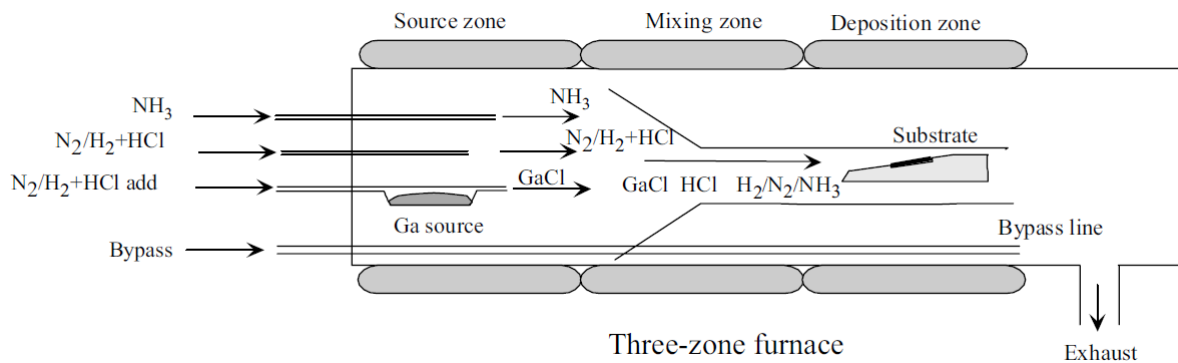 Source zone
Mixing zone
Deposition zone
NH3
NH3
N2/H2+HCl
N2/H2+HCl
Substrate
N2/H2+HCl add
GaCl
GaCl HCl H2/N2/NH3
Ga source
Bypass
Bypass line
Three-zone furnace
Exhaust